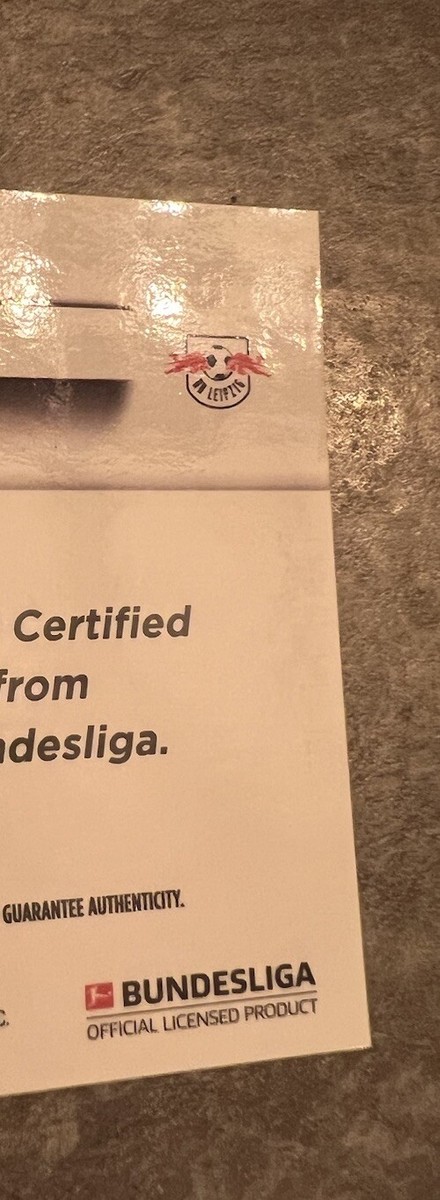 RB LEIPZIG
Certified
from
ndesliga.
GUARANTEE AUTHENTICITY.
C.
BUNDESLIGA
OFFICIAL LICENSED PRODUCT